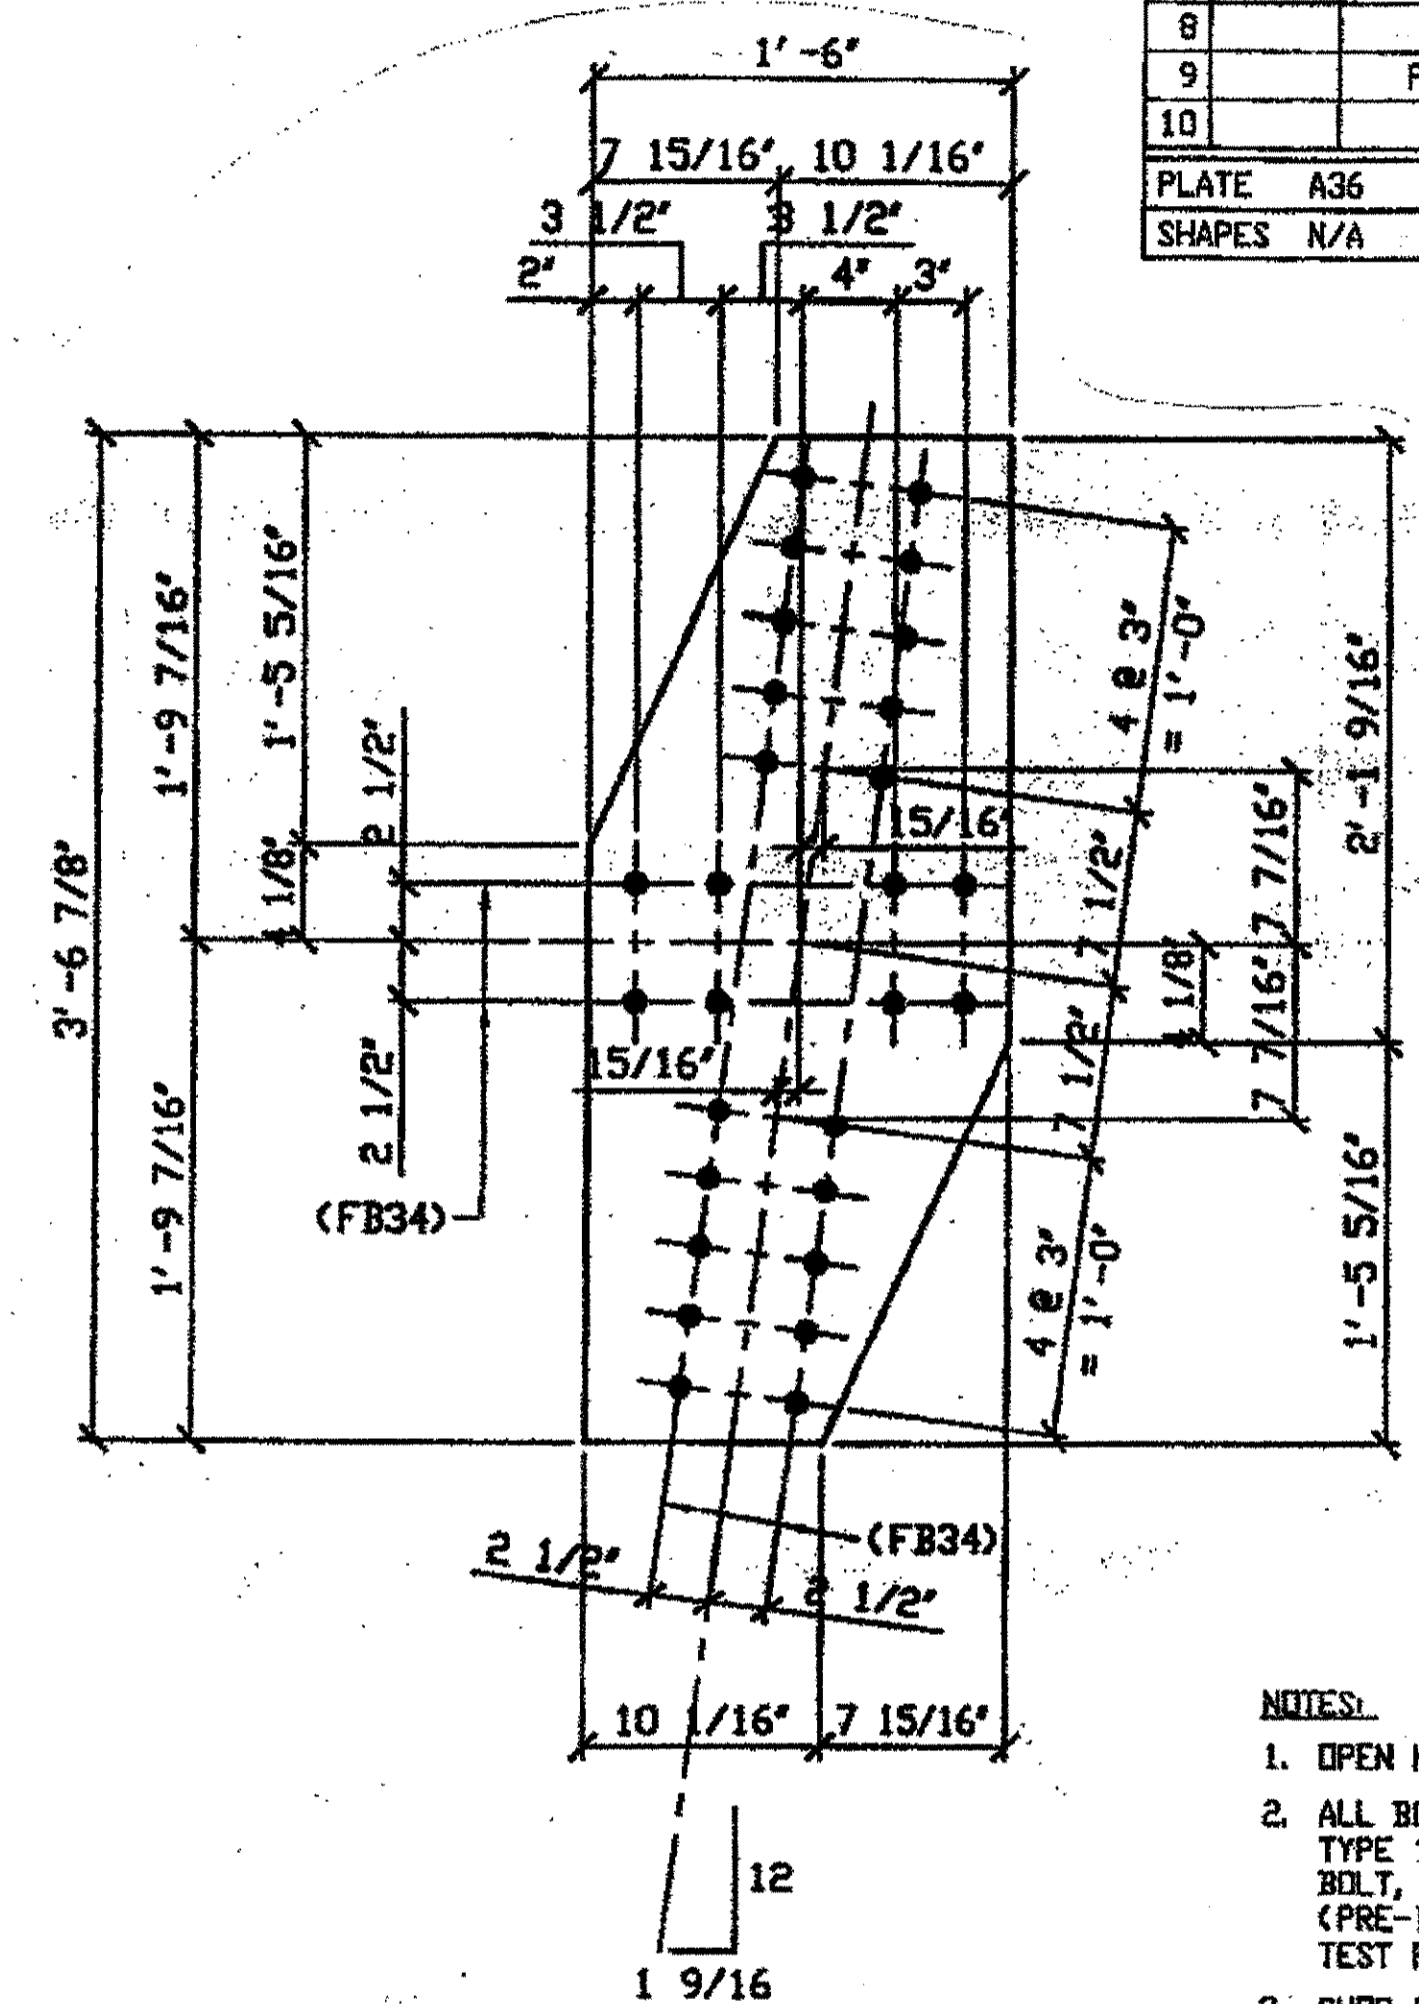 8
9
10
PLATE A36
SHAPES N/A
1'-6"
7 15/16" 10 1/16"
3 1/2" 3 1/2"
2" 4" 3"
1'-9 7/16"
1'-5 5/16"
2 1/2"
4 1/8"
3'-6 7/8"
2 1/2"
1'-9 7/16"
(FB34)
15/16"
15/16"
4 @ 3"
= 1'-0"
7 1/2"
7 1/2"
4 @ 3"
= 1'-0"
4 1/8"
7 7/16"
7 7/16"
2'-1 9/16"
1'-5 5/16"
(FB34)
2 1/2"
2 1/2"
10 1/16" 7 15/16"
12
1 9/16
NOTES:
1. OPEN
2. ALL
TYPE
BOLT,
(PRE-
TEST